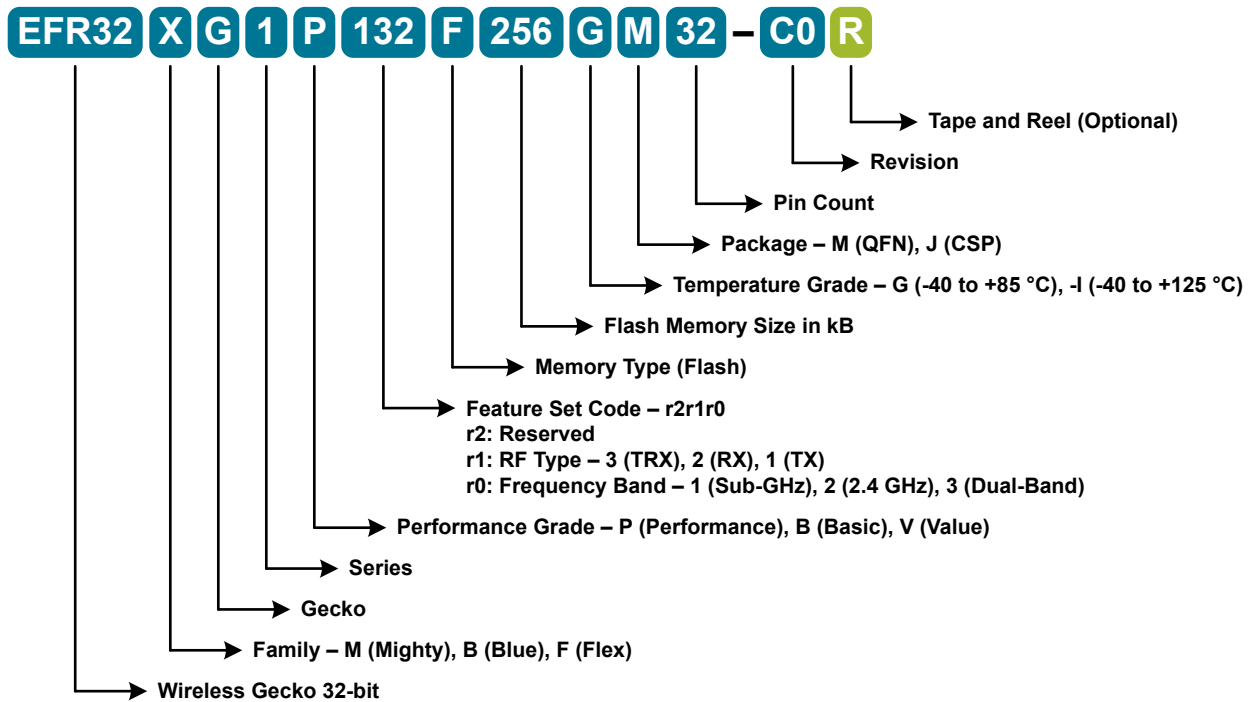 EFR32 X G 1 P 132 F 256 G M 32 – C0 R
Tape and Reel (Optional)
Revision
Pin Count
Package – M (QFN), J (CSP)
Temperature Grade – G (-40 to +85 °C), -I (-40 to +125 °C)
Flash Memory Size in kB
Memory Type (Flash)
Feature Set Code – r2r1r0
r2: Reserved
r1: RF Type – 3 (TRX), 2 (RX), 1 (TX)
r0: Frequency Band – 1 (Sub-GHz), 2 (2.4 GHz), 3 (Dual-Band)
Performance Grade – P (Performance), B (Basic), V (Value)
Series
Gecko
Family – M (Mighty), B (Blue), F (Flex)
Wireless Gecko 32-bit